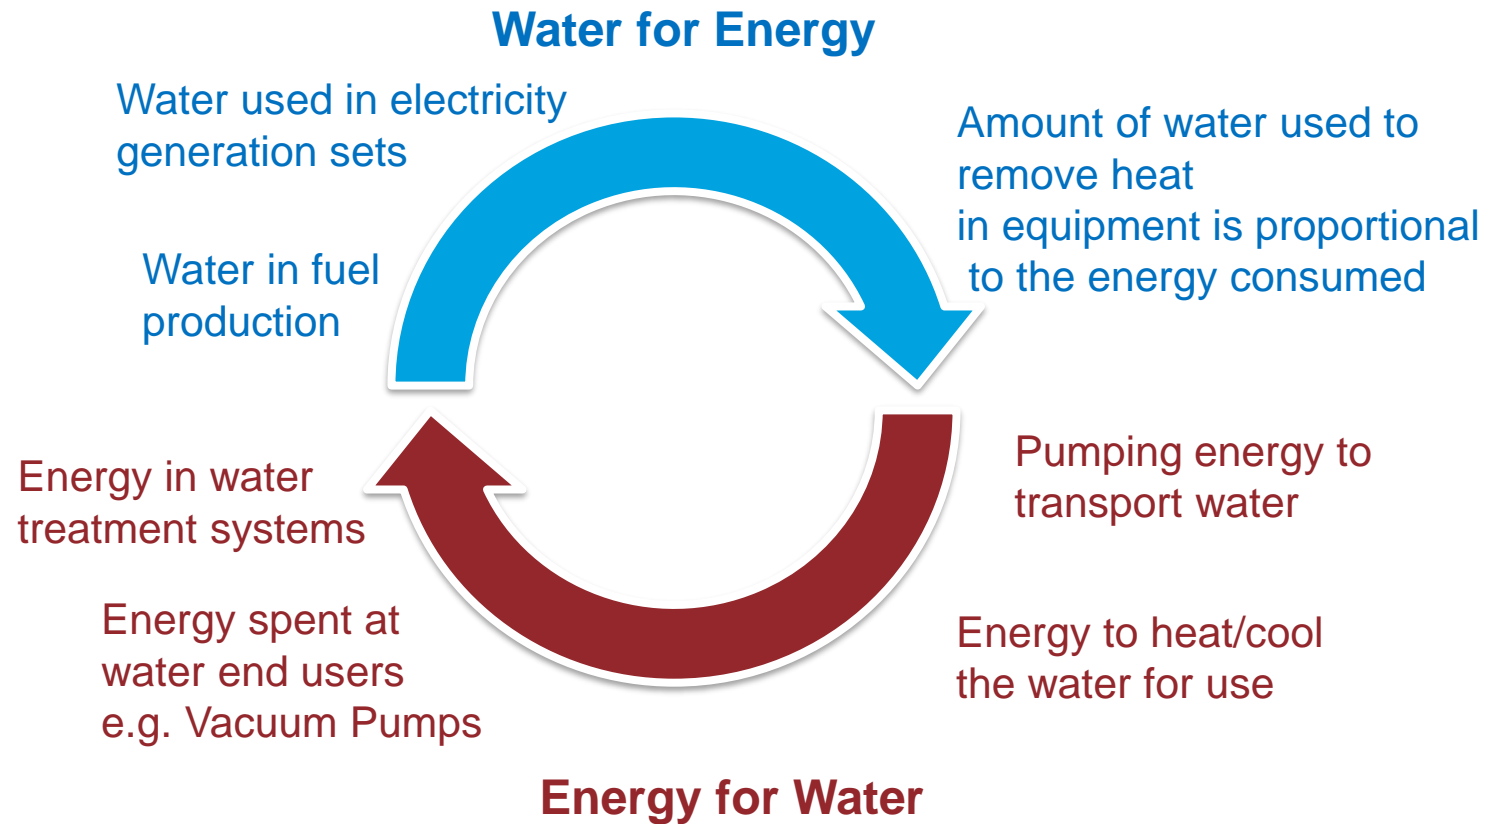 Water for Energy
Water used in electricity
generation sets
Water in fuel
production
Amount of water used to
remove heat
in equipment is proportional
to the energy consumed
Energy in water
treatment systems
Energy spent at
water end users
e.g. Vacuum Pumps
Pumping energy to
transport water
Energy to heat/cool
the water for use
Energy for Water